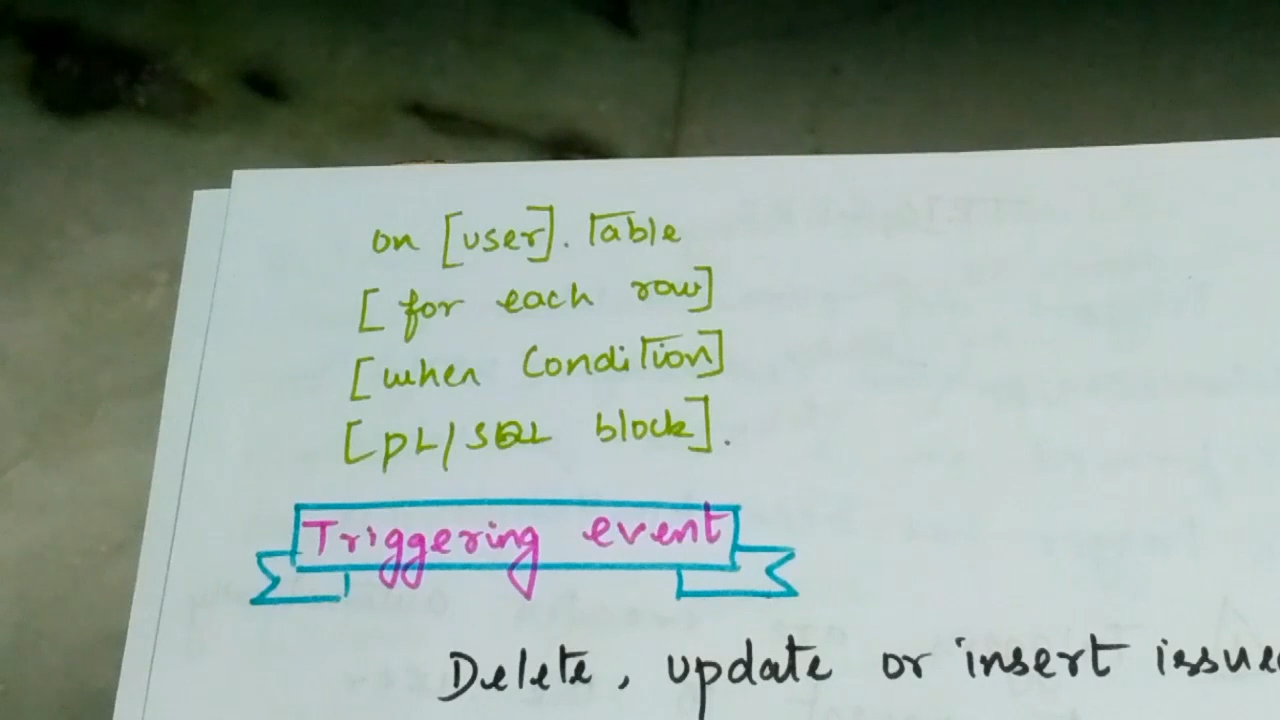 on [user]. Table
[for each row]
[when Condition]
[PL/SQL block].
Triggering event
Delete, update or insert issue